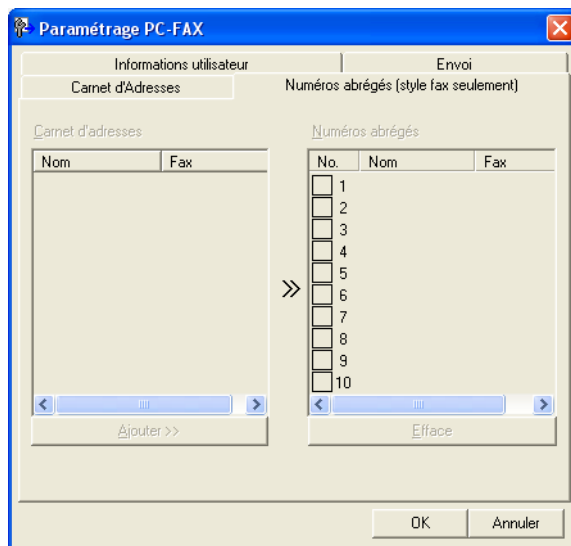 Paramétrage PC-FAX
Informations utilisateur Envoi
Carnet d'Adresses Numéros abrégés (style fax seulement)
Carnet d'adresses Numéros abrégés
Nom Fax No. Nom Fax
1
2
3
4
5
6
7
8
9
10
Ajouter >> Efface
OK Annuler